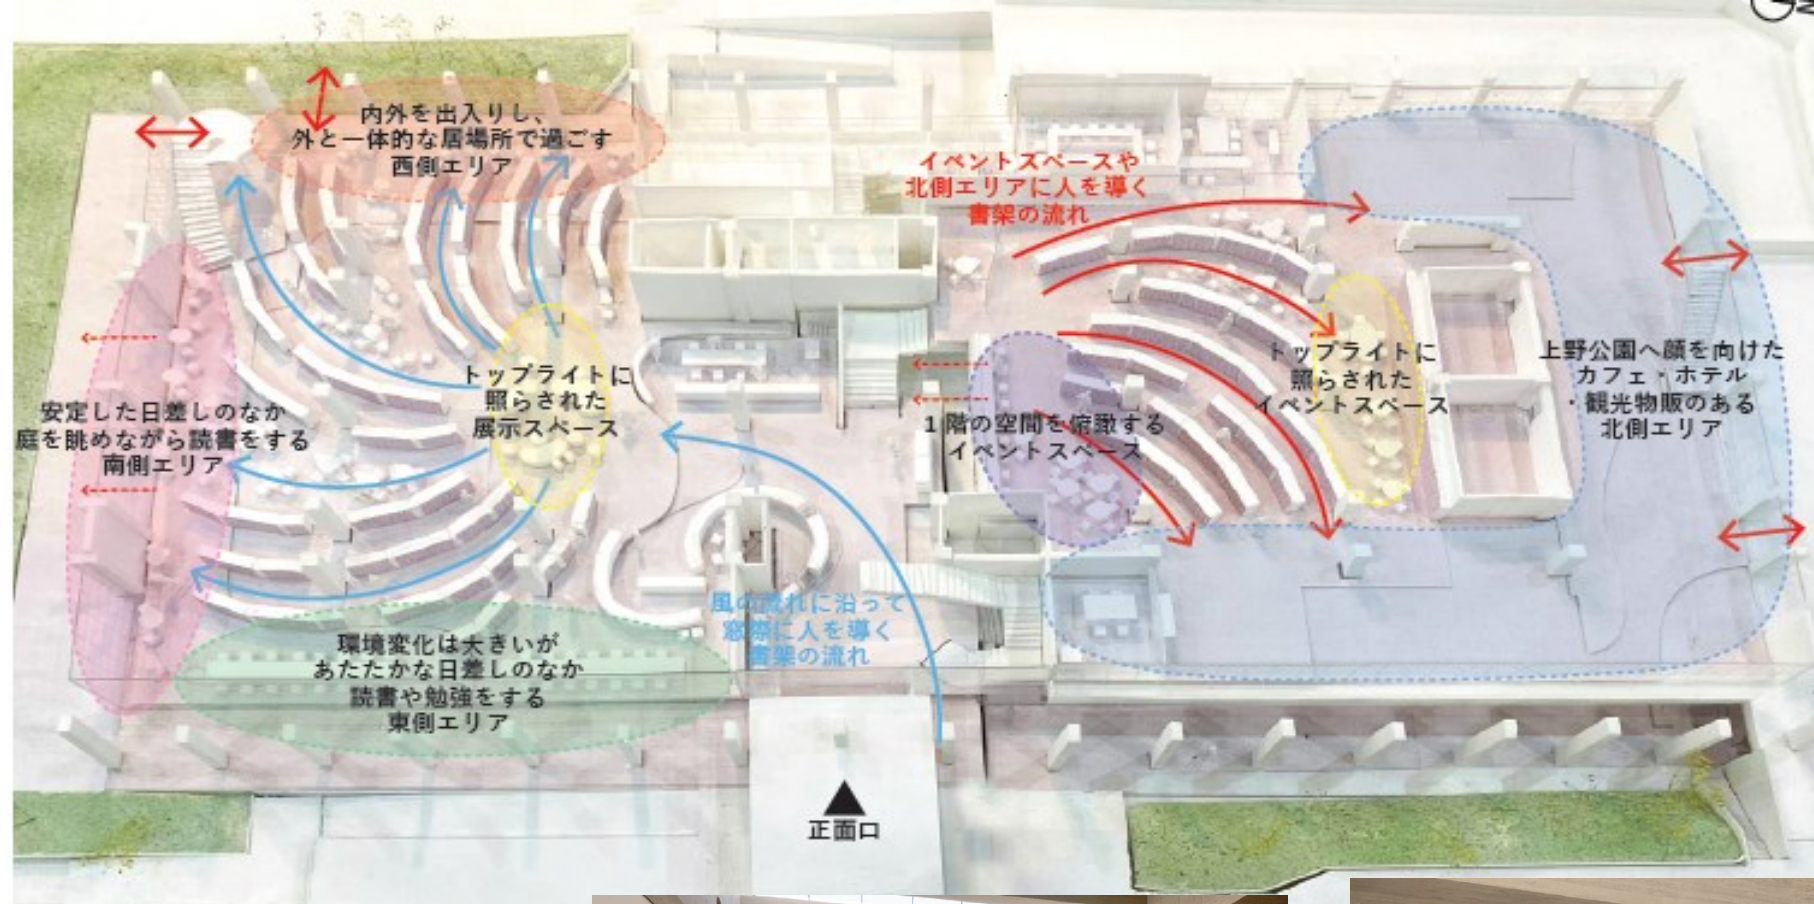 内外を出入りし、
外と一体的な居場所で過ごす
西側エリア
イベントスペースや
北側エリアに人を導く
書架の流れ
トップライトに
照らされた
展示スペース
安定した日差しのなか
庭を眺めながら読書をする
南側エリア
1階の空間を俯瞰する
イベントスペース
トップライトに
照らされた
イベントスペース
上野公園へ顔を向けた
カフェ・ホテル
・観光物販のある
北側エリア
風の流れに沿って
窓際に人を導く
書架の流れ
環境変化は大きいが
あたたかな日差しのなか
読書や勉強をする
東側エリア
正面口